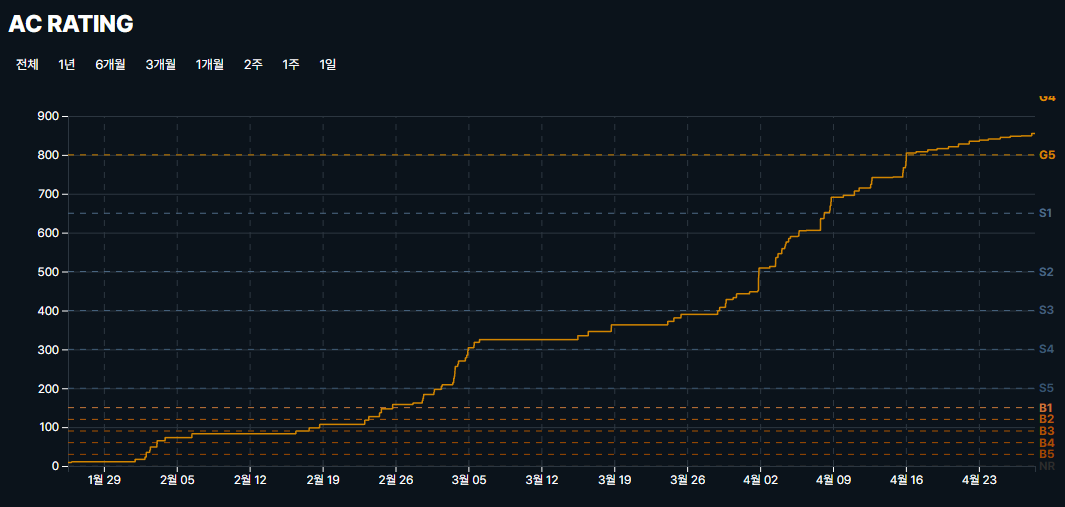 AC RATING
전체 1년 6개월 3개월 1개월 2주 1주 1일
G4
900
800 G5
700
S1
600
500 S2
400 S3
300 S4
200 S5
B1
B2
100 B3
B4
B5
0 NR
1월 29 2월 05 2월 12 2월 19 2월 26 3월 05 3월 12 3월 19 3월 26 4월 02 4월 09 4월 16 4월 23